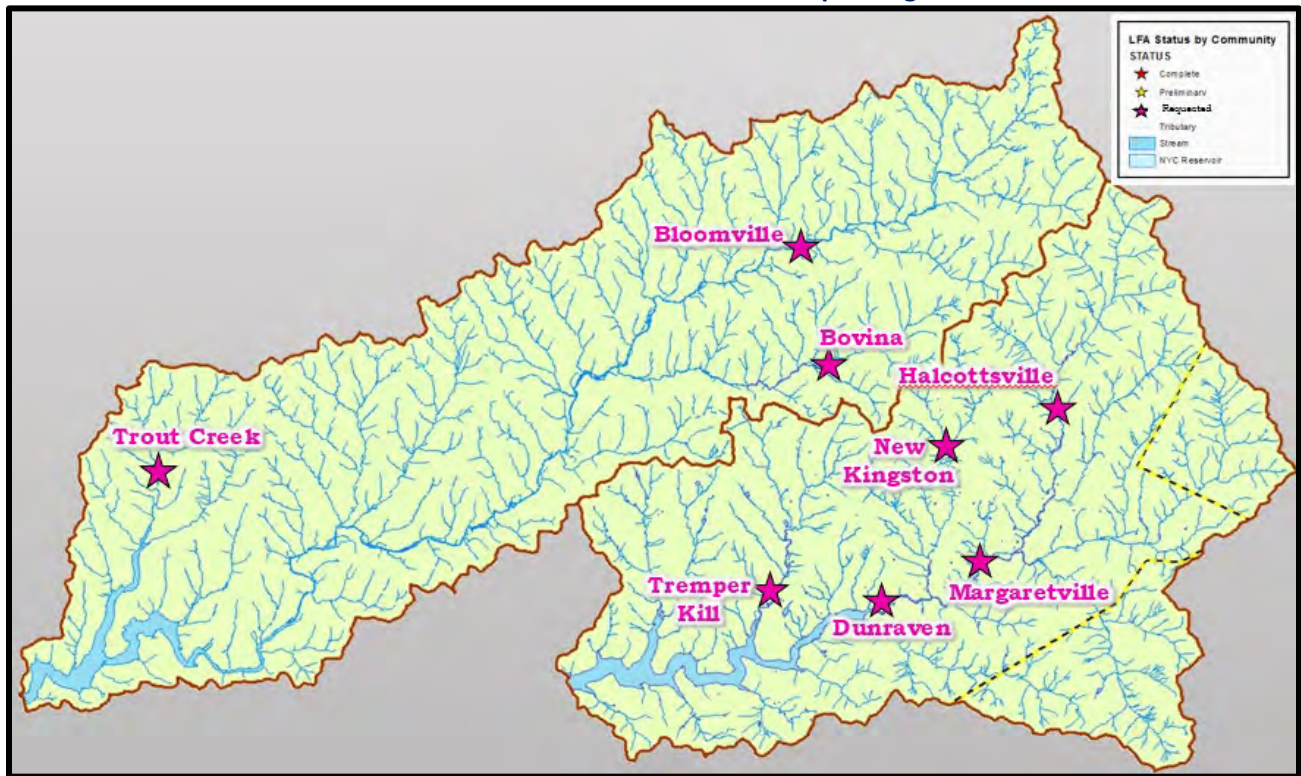 LFA Status by Community
STATUS
Complete
Preliminary
Requested
Tributary
Stream
NYC Reservoir
Bloomville
Bovina
Halcottsville
Trout Creek
New
Kingston
Tremper
Kill
Margaretville
Dunraven